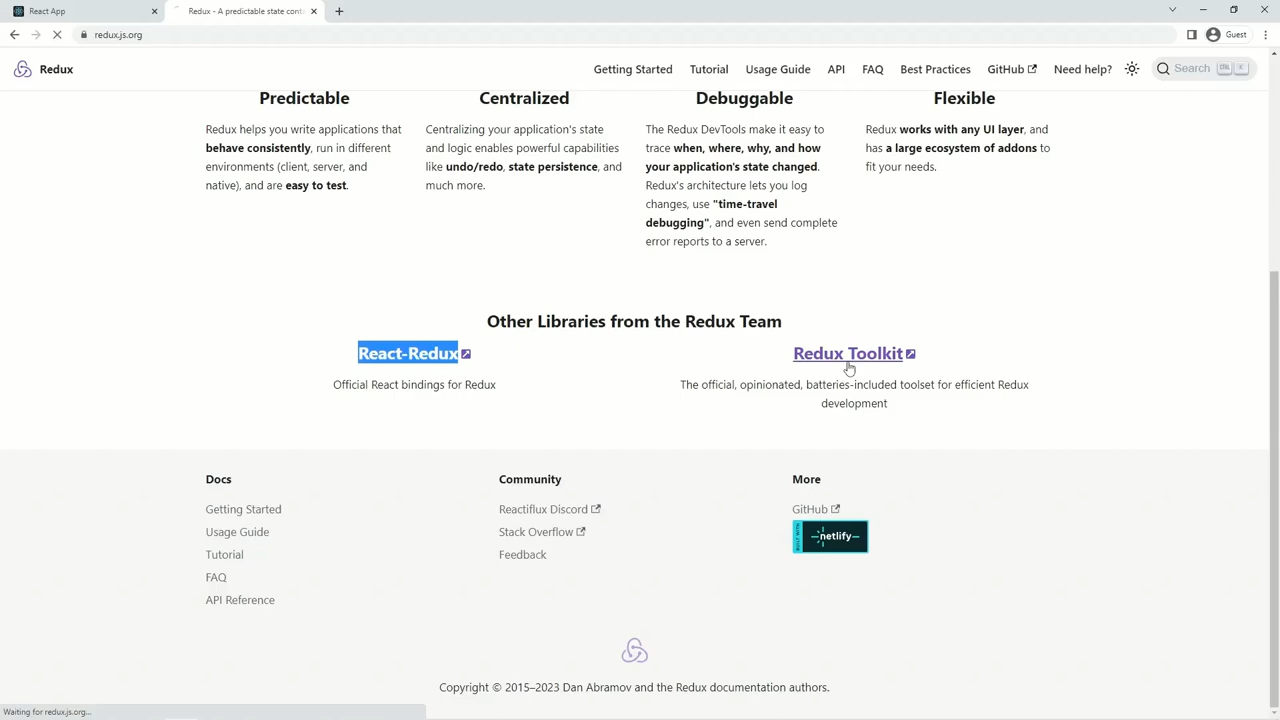 React App
Redux - A predictable state cont
redux.js.org
Guest
Redux
Getting Started
Tutorial
Usage Guide
API
FAQ
Best Practices
GitHub
Need help?
Search
CTRL
K
Predictable
Redux helps you write applications that
behave consistently, run in different
environments (client, server, and
native), and are easy to test.
Centralized
Centralizing your application's state
and logic enables powerful capabilities
like undo/redo, state persistence, and
much more.
Debuggable
The Redux DevTools make it easy to
trace when, where, why, and how
your application's state changed.
Redux's architecture lets you log
changes, use "time-travel
debugging", and even send complete
error reports to a server.
Flexible
Redux works with any UI layer, and
has a large ecosystem of addons to
fit your needs.
Other Libraries from the Redux Team
React-Redux
Official React bindings for Redux
Redux Toolkit
The official, opinionated, batteries-included toolset for efficient Redux
development
Docs
Getting Started
Usage Guide
Tutorial
FAQ
API Reference
Community
Reactiflux Discord
Stack Overflow
Feedback
More
GitHub
BUILT WITH
netlify
Copyright © 2015–2023 Dan Abramov and the Redux documentation authors.
Waiting for redux.js.org...